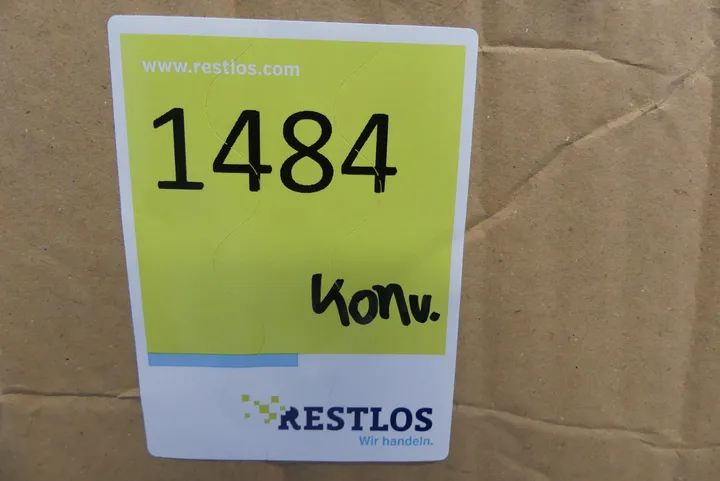 www.restlos.com
1484
Konv.
RESTLOS
Wir handeln.